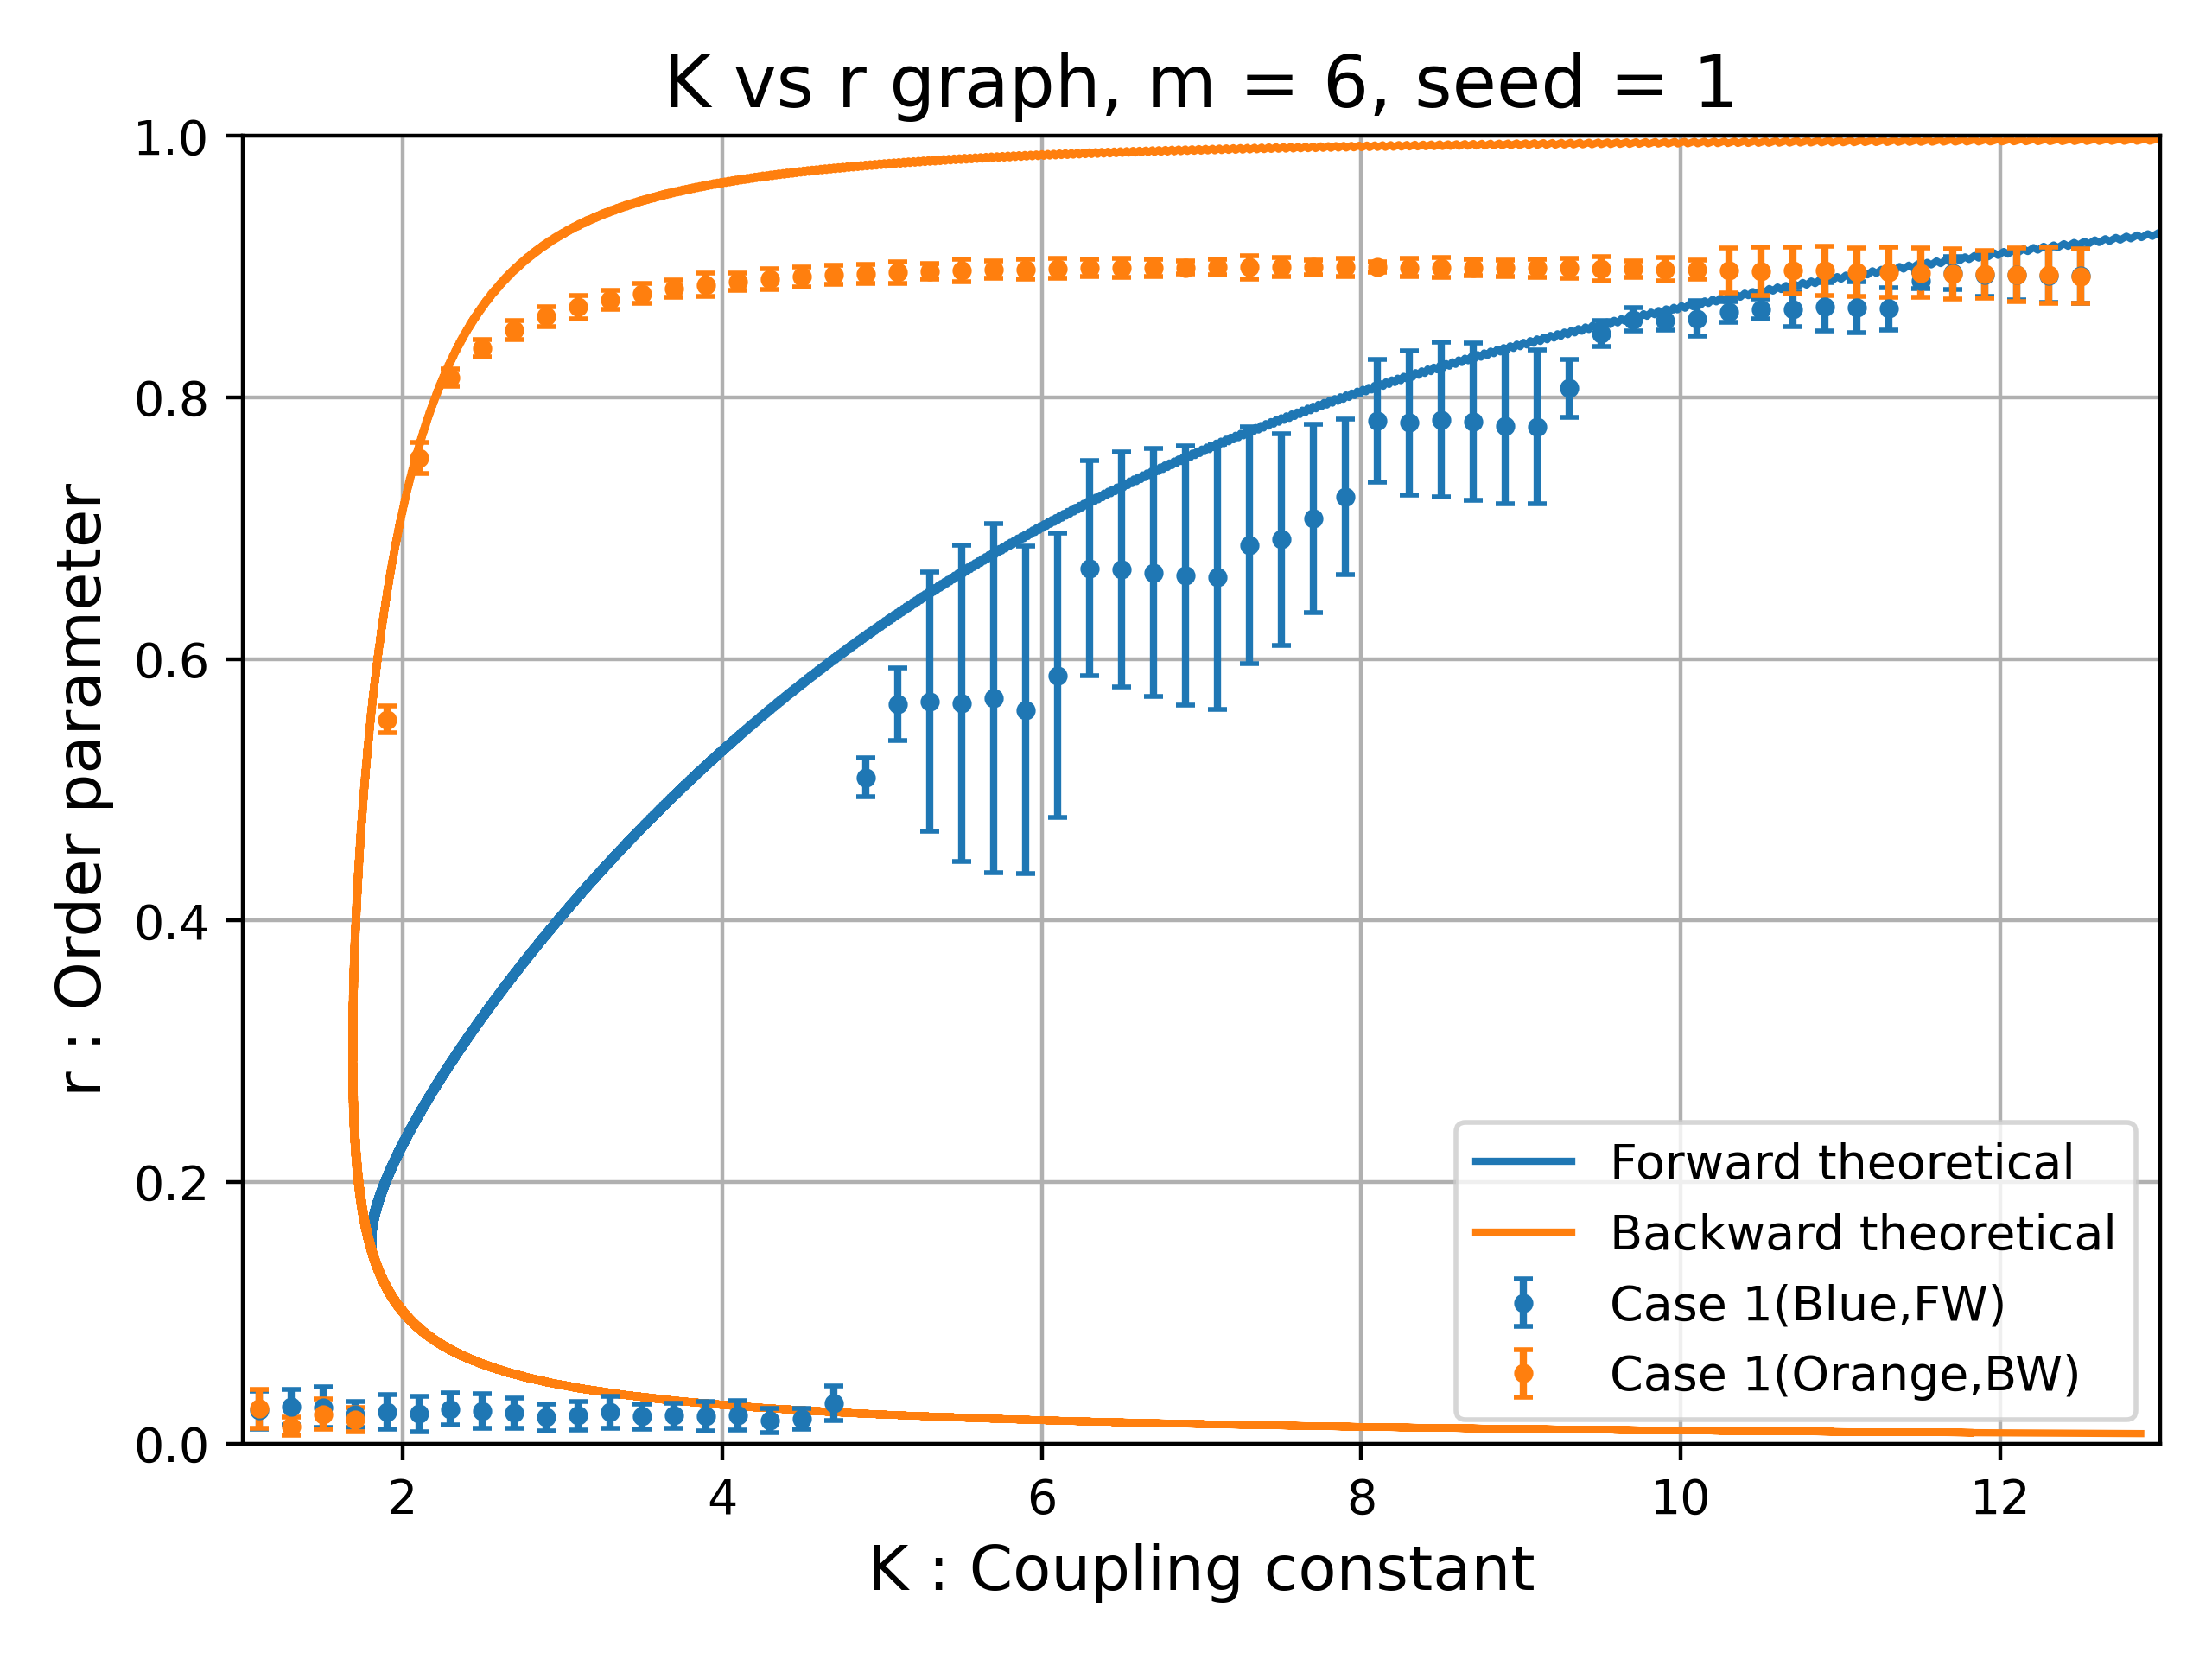 K vs r graph, m = 6, seed = 1
1.0
0.8
0.6
0.4
0.2
0.0
r : Order parameter
Forward theoretical
Backward theoretical
Case 1(Blue,FW)
Case 1(Orange,BW)
2 4 6 8 10 12
K : Coupling constant